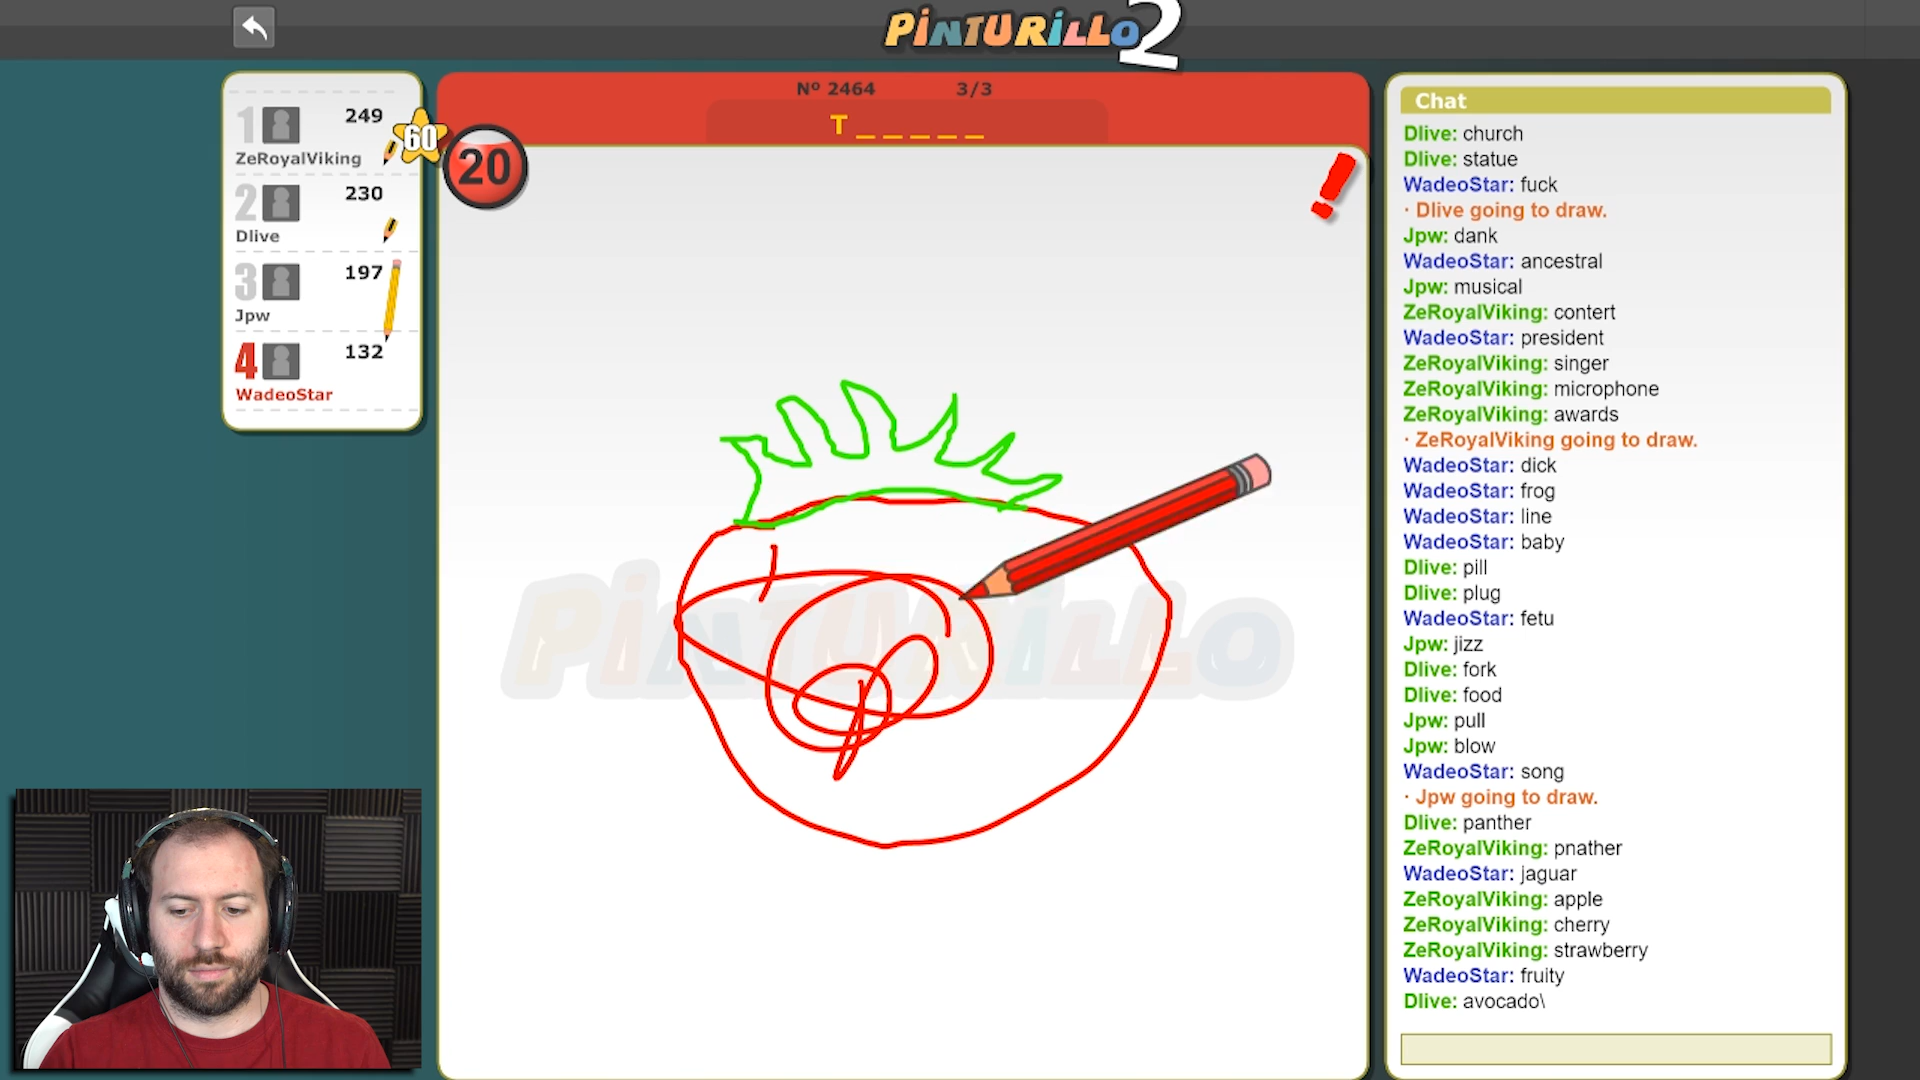 PINTURILLO 2
Nº 2464 3/3
T _ _ _ _ _
20
1 249
60
ZeRoyalViking
2 230
Dlive
3 197
Jpw
4 132
WadeoStar
!
PINTURILLO
Chat
Dlive: church
Dlive: statue
WadeoStar: fuck
· Dlive going to draw.
Jpw: dank
WadeoStar: ancestral
Jpw: musical
ZeRoyalViking: contert
WadeoStar: president
ZeRoyalViking: singer
ZeRoyalViking: microphone
ZeRoyalViking: awards
· ZeRoyalViking going to draw.
WadeoStar: dick
WadeoStar: frog
WadeoStar: line
WadeoStar: baby
Dlive: pill
Dlive: plug
WadeoStar: fetu
Jpw: jizz
Dlive: fork
Dlive: food
Jpw: pull
Jpw: blow
WadeoStar: song
· Jpw going to draw.
Dlive: panther
ZeRoyalViking: pnather
WadeoStar: jaguar
ZeRoyalViking: apple
ZeRoyalViking: cherry
ZeRoyalViking: strawberry
WadeoStar: fruity
Dlive: avocado\